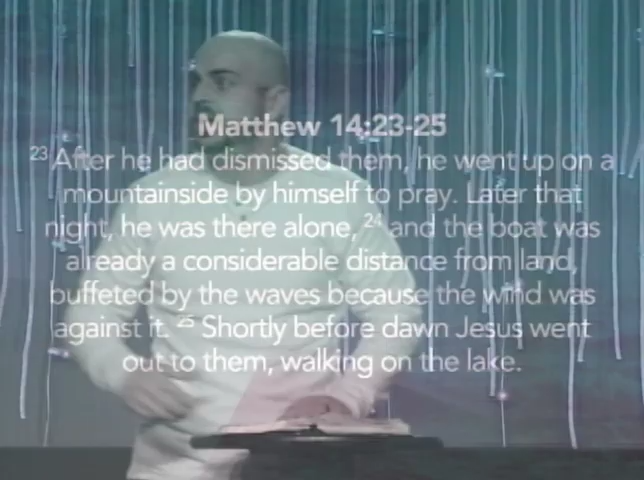 Matthew 14:23-25
23 After he had dismissed them, he went up on a
mountainside by himself to pray. Later that
night, he was there alone, 24 and the boat was
already a considerable distance from land,
buffeted by the waves because the wind was
against it. 25 Shortly before dawn Jesus went
out to them, walking on the lake.